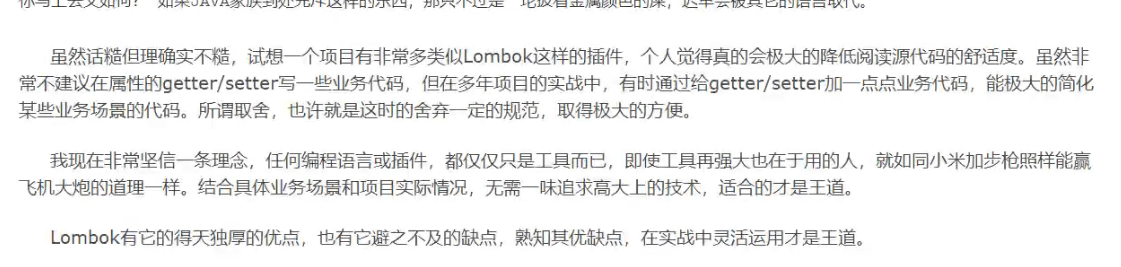 虽然话糙但理确实不糙，试想一个项目有非常多类似Lombok这样的插件，个人觉得真的会极大的降低阅读源代码的舒适度。虽然非
常不建议在属性的getter/setter写一些业务代码，但在多年项目的实战中，有时通过给getter/setter加一点点业务代码，能极大的简化
某些业务场景的代码。所谓取舍，也许就是这时的舍弃一定的规范，取得极大的方便。
我现在非常坚信一条理念，任何编程语言或插件，都仅仅只是工具而已，即使工具再强大也在于用的人，就如同小米加步枪照样能赢
飞机大炮的道理一样。结合具体业务场景和项目实际情况，无需一味追求高大上的技术，适合的才是王道。
Lombok有它的得天独厚的优点，也有它避之不及的缺点，熟知其优缺点，在实战中灵活运用才是王道。